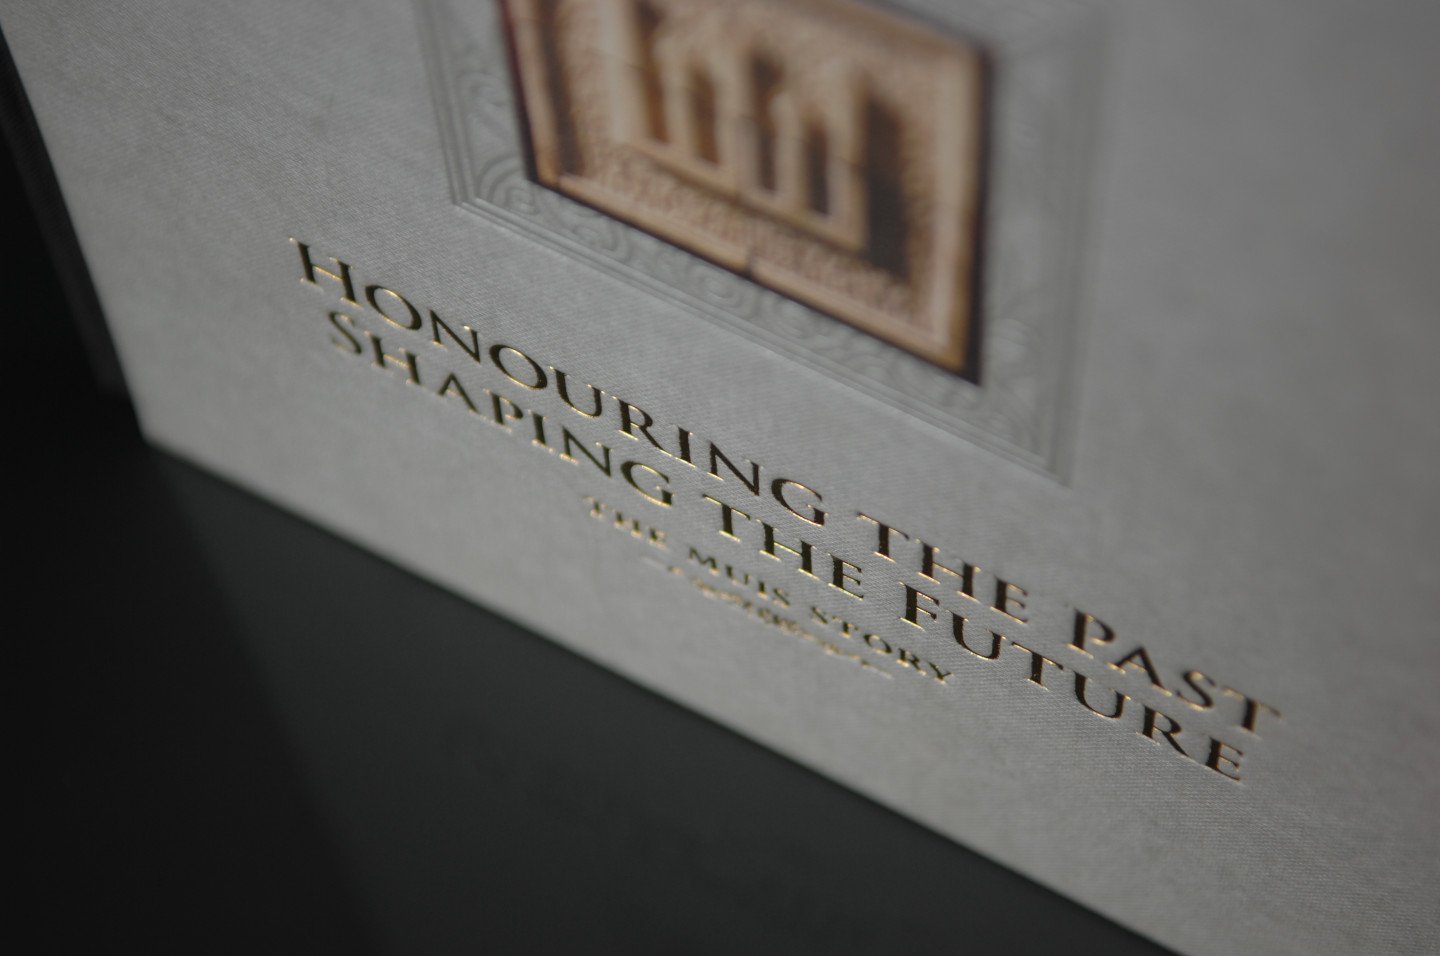 HONOURING THE PAST
SHAPING THE FUTURE
THE MUIS STORY